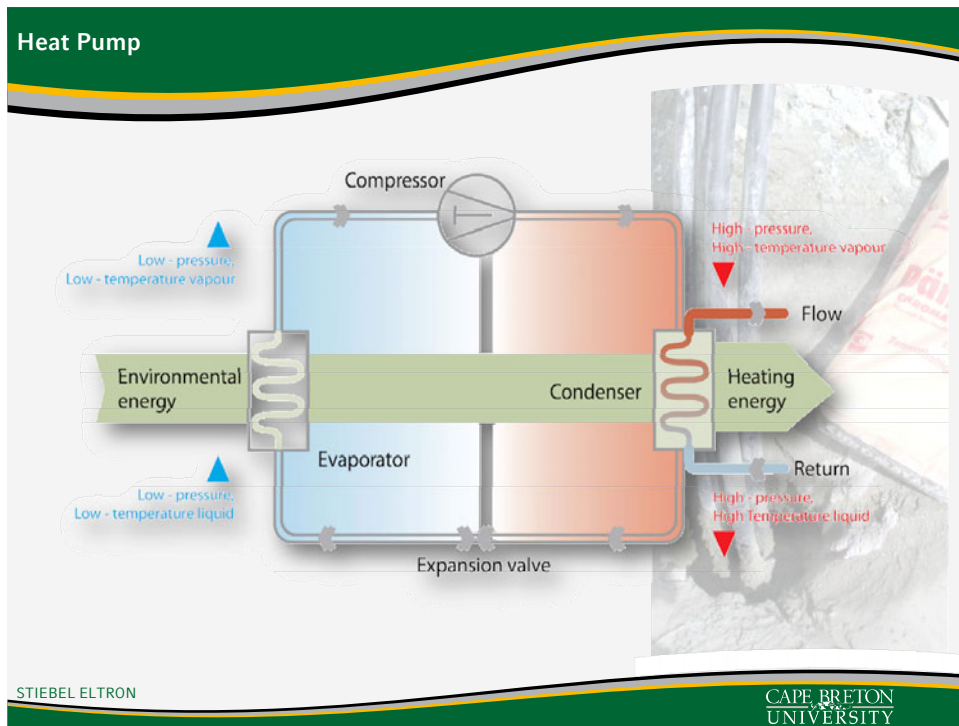 Heat Pump
Compressor
High - pressure,
High - temperature vapour
Low - pressure,
Low - temperature vapour
Flow
Environmental
energy
Condenser
Heating
energy
Evaporator
Return
Low - pressure,
Low - temperature liquid
High - pressure,
High Temperature liquid
Expansion valve
STIEBEL ELTRON
CAPE BRETON
UNIVERSITY